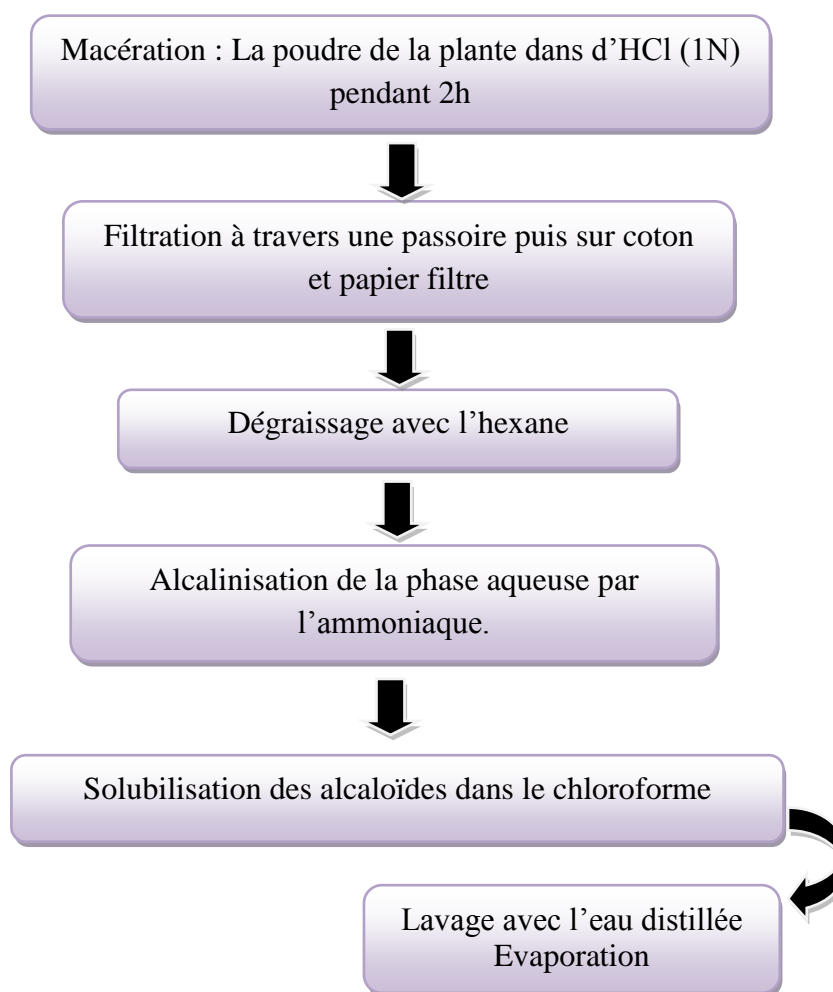 Macération : La poudre de la plante dans d’HCl (1N)
pendant 2h
Filtration à travers une passoire puis sur coton
et papier filtre
Dégraissage avec l’hexane
Alcalinisation de la phase aqueuse par
l’ammoniaque.
Solubilisation des alcaloïdes dans le chloroforme
Lavage avec l’eau distillée
Evaporation